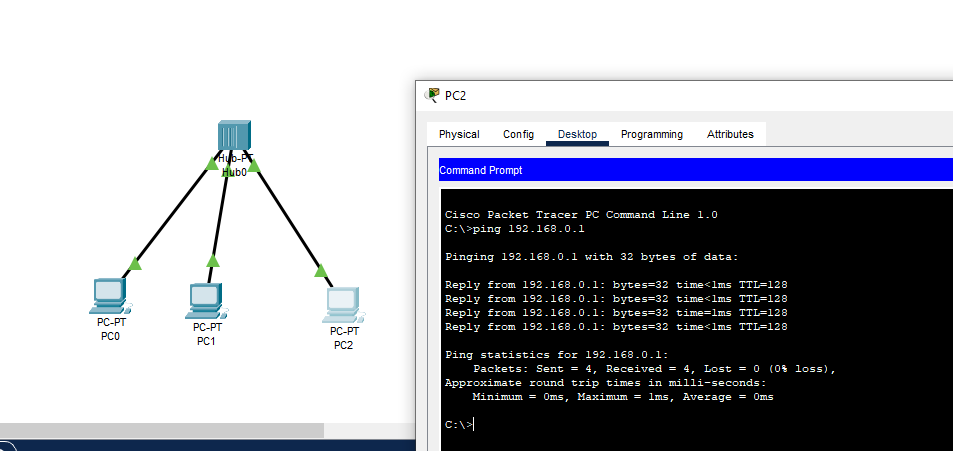 PC2
Physical Config Desktop Programming Attributes
Command Prompt
Cisco Packet Tracer PC Command Line 1.0
C:\>ping 192.168.0.1
Pinging 192.168.0.1 with 32 bytes of data:
Reply from 192.168.0.1: bytes=32 time<1ms TTL=128
Reply from 192.168.0.1: bytes=32 time<1ms TTL=128
Reply from 192.168.0.1: bytes=32 time=1ms TTL=128
Reply from 192.168.0.1: bytes=32 time<1ms TTL=128
Ping statistics for 192.168.0.1:
Packets: Sent = 4, Received = 4, Lost = 0 (0% loss),
Approximate round trip times in milli-seconds:
Minimum = 0ms, Maximum = 1ms, Average = 0ms
C:\>
Hub-PT
Hub0
PC-PT
PC0
PC-PT
PC1
PC-PT
PC2